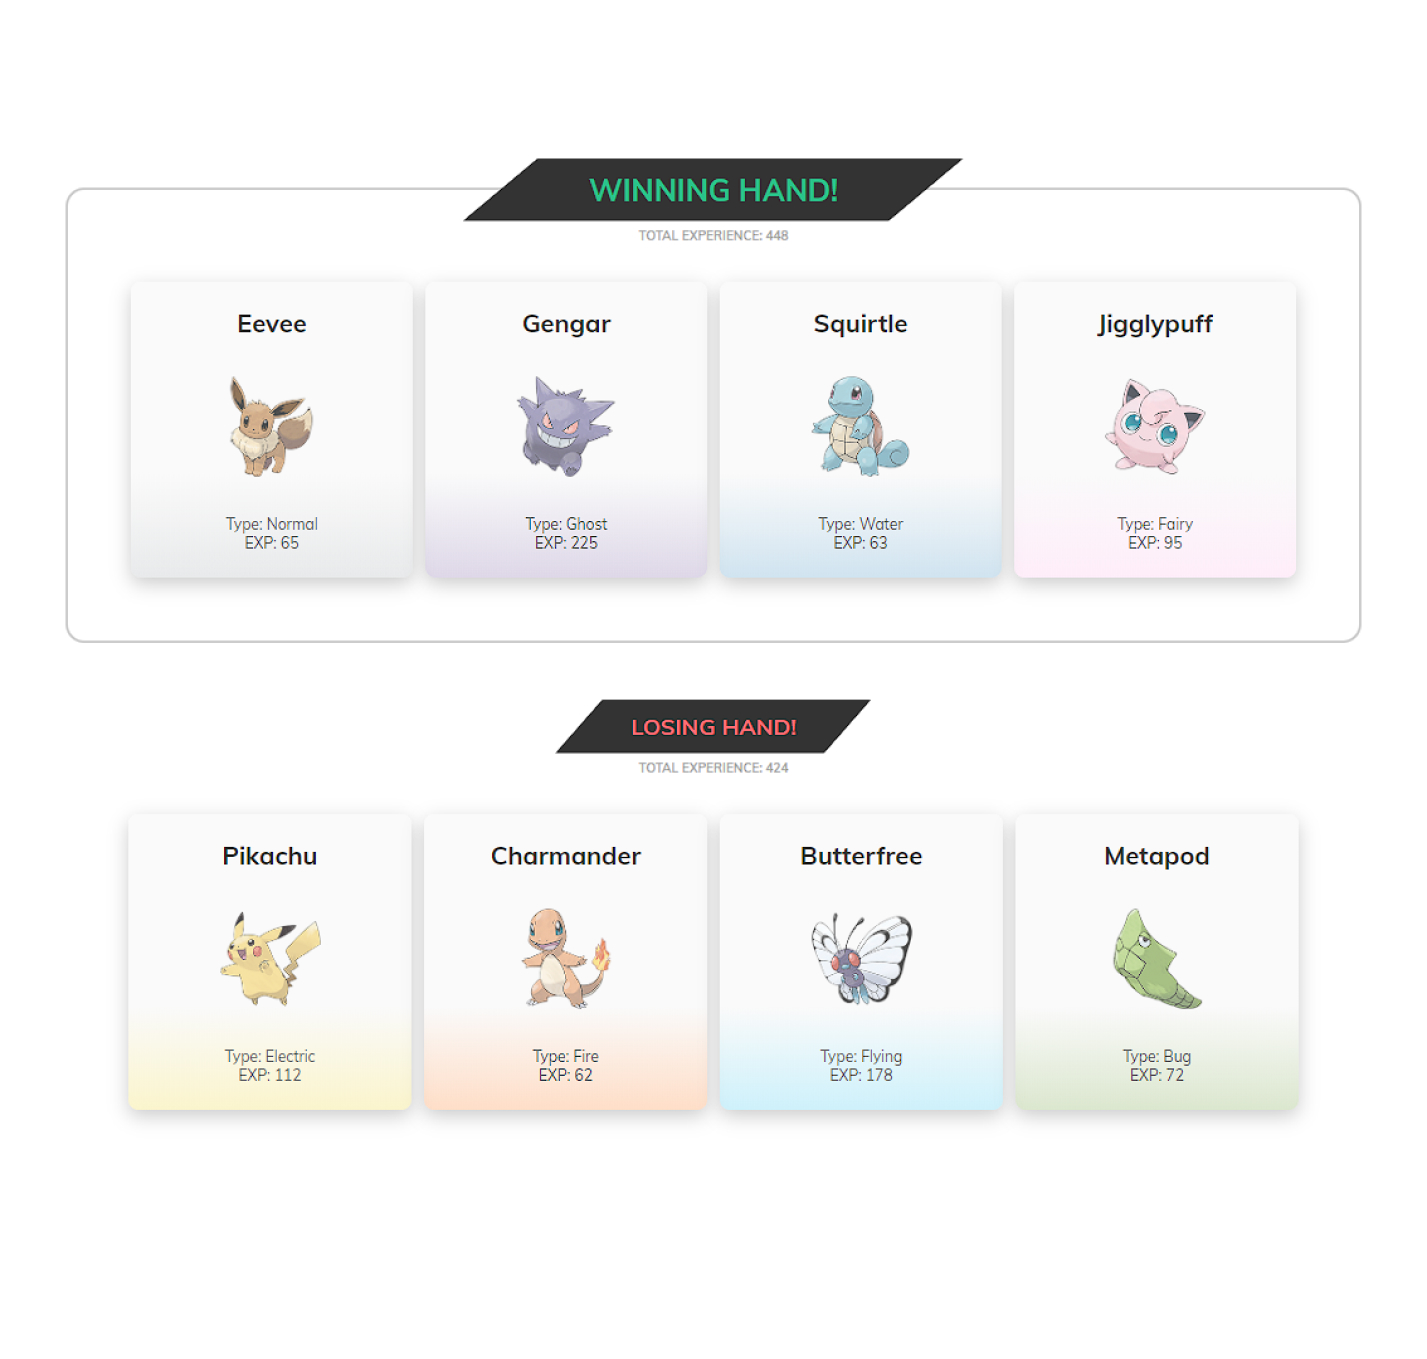 WINNING HAND!
TOTAL EXPERIENCE: 448
Eevee
Type: Normal
EXP: 65
Gengar
Type: Ghost
EXP: 225
Squirtle
Type: Water
EXP: 63
Jigglypuff
Type: Fairy
EXP: 95
LOSING HAND!
TOTAL EXPERIENCE: 424
Pikachu
Type: Electric
EXP: 112
Charmander
Type: Fire
EXP: 62
Butterfree
Type: Flying
EXP: 178
Metapod
Type: Bug
EXP: 72